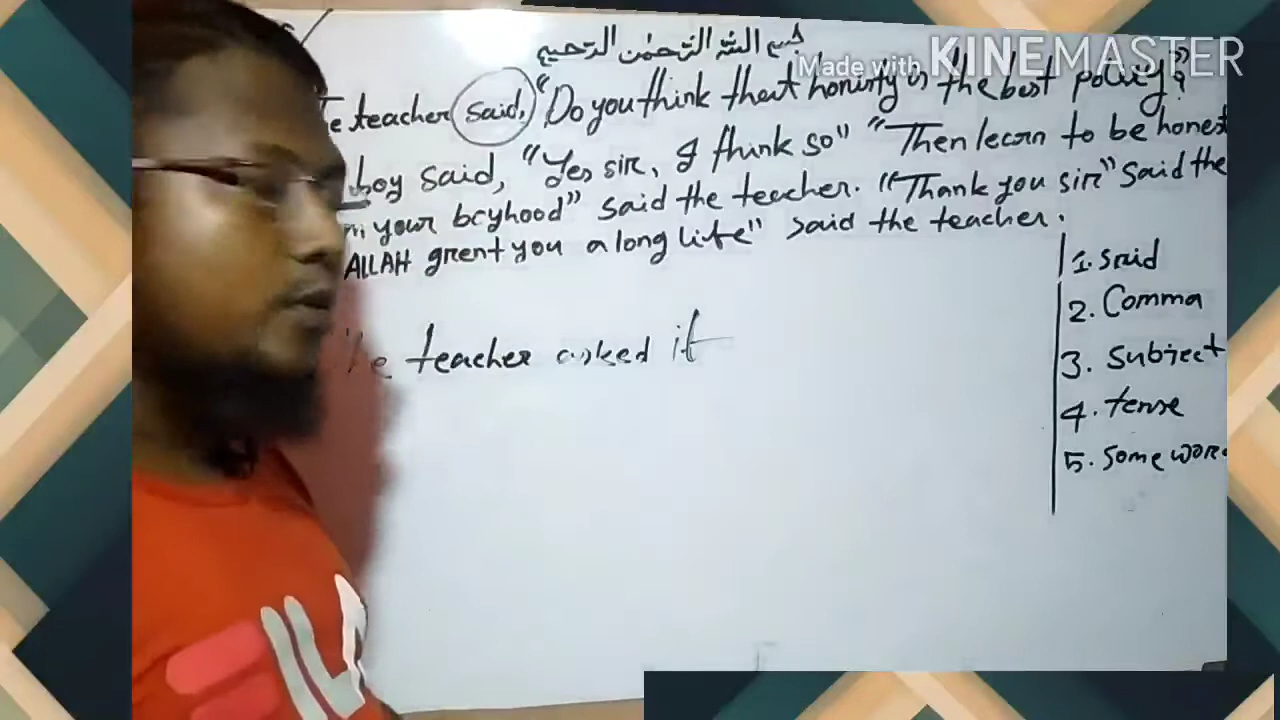 بسم الله الرحمن الرحيم
Made with KINEMASTER
teacher said, "Do you think that honesty is the best policy?"
boy said, "Yes sir, I think so" "Then learn to be honest
your boyhood" said the teacher. "Thank you sir" said the
ALLAH grent you a long life" said the teacher.
teacher asked if
1. said
2. Comma
3. Subject
4. tense
5. Some